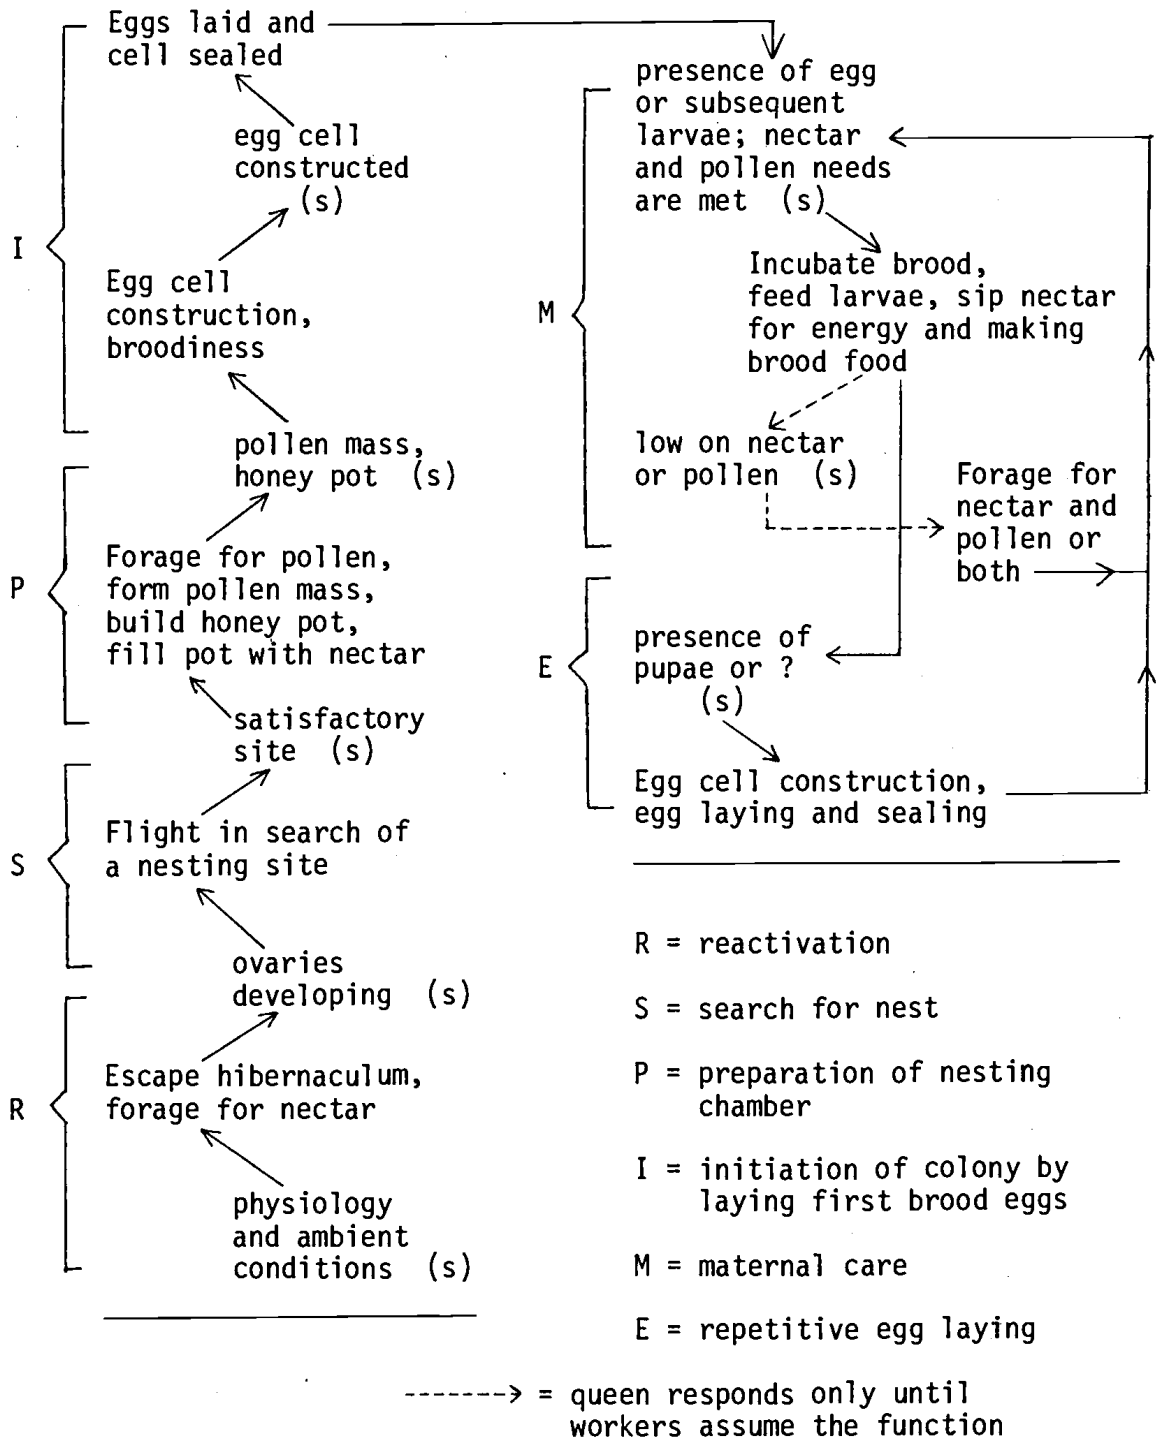 Eggs laid and
cell sealed
egg cell
constructed
(s)
I
Egg cell
construction,
broodiness
pollen mass,
honey pot (s)
P
Forage for pollen,
form pollen mass,
build honey pot,
fill pot with nectar
satisfactory
site (s)
S
Flight in search of
a nesting site
ovaries
developing (s)
R
Escape hibernaculum,
forage for nectar
physiology
and ambient
conditions (s)
presence of egg
or subsequent
larvae; nectar
and pollen needs
are met (s)
M
Incubate brood,
feed larvae, sip nectar
for energy and making
brood food
low on nectar
or pollen (s)
Forage for
nectar and
pollen or
both
E
presence of
pupae or ?
(s)
Egg cell construction,
egg laying and sealing
R = reactivation
S = search for nest
P = preparation of nesting
chamber
I = initiation of colony by
laying first brood eggs
M = maternal care
E = repetitive egg laying
= queen responds only until
workers assume the function